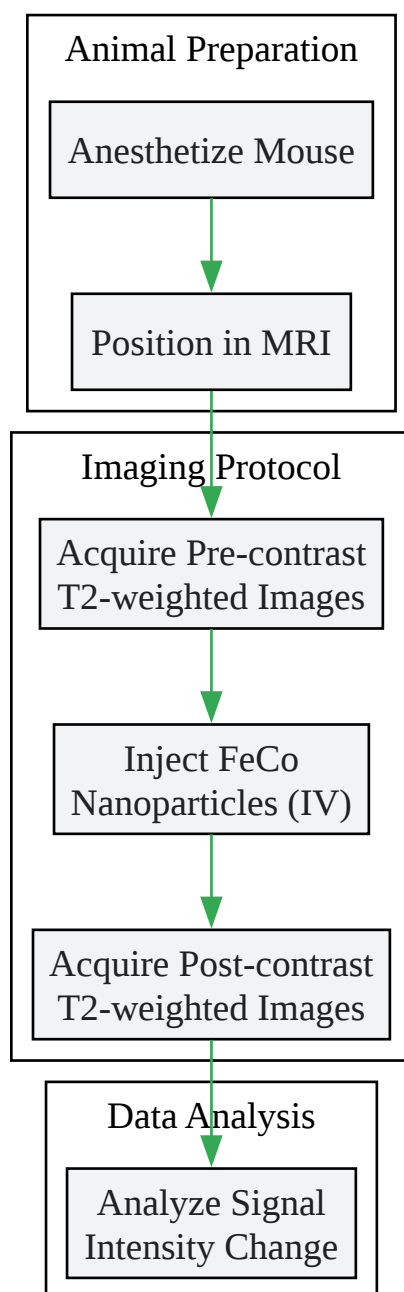 Animal Preparation
Anesthetize Mouse
Position in MRI
Imaging Protocol
Acquire Pre-contrast
T2-weighted Images
Inject FeCo
Nanoparticles (IV)
Acquire Post-contrast
T2-weighted Images
Data Analysis
Analyze Signal
Intensity Change